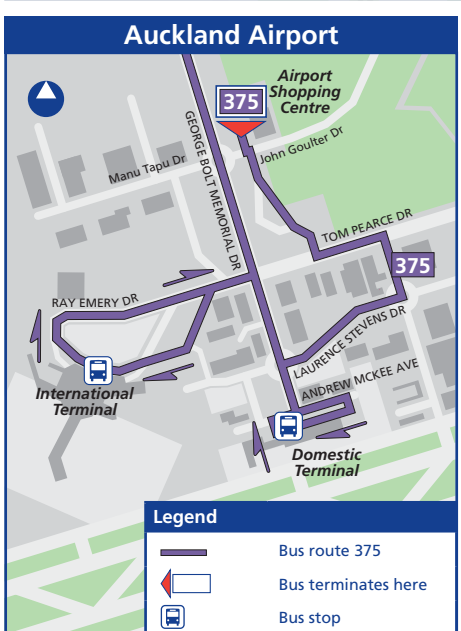 Auckland Airport
Airport
Shopping
Centre
375
GEORGE BOLT MEMORIAL DR
John Goulter Dr
Manu Tapu Dr
TOM PEARCE DR
375
RAY EMERY DR
LAURENCE STEVENS DR
ANDREW MCKEE AVE
International
Terminal
Domestic
Terminal
Legend
Bus route 375
Bus terminates here
Bus stop